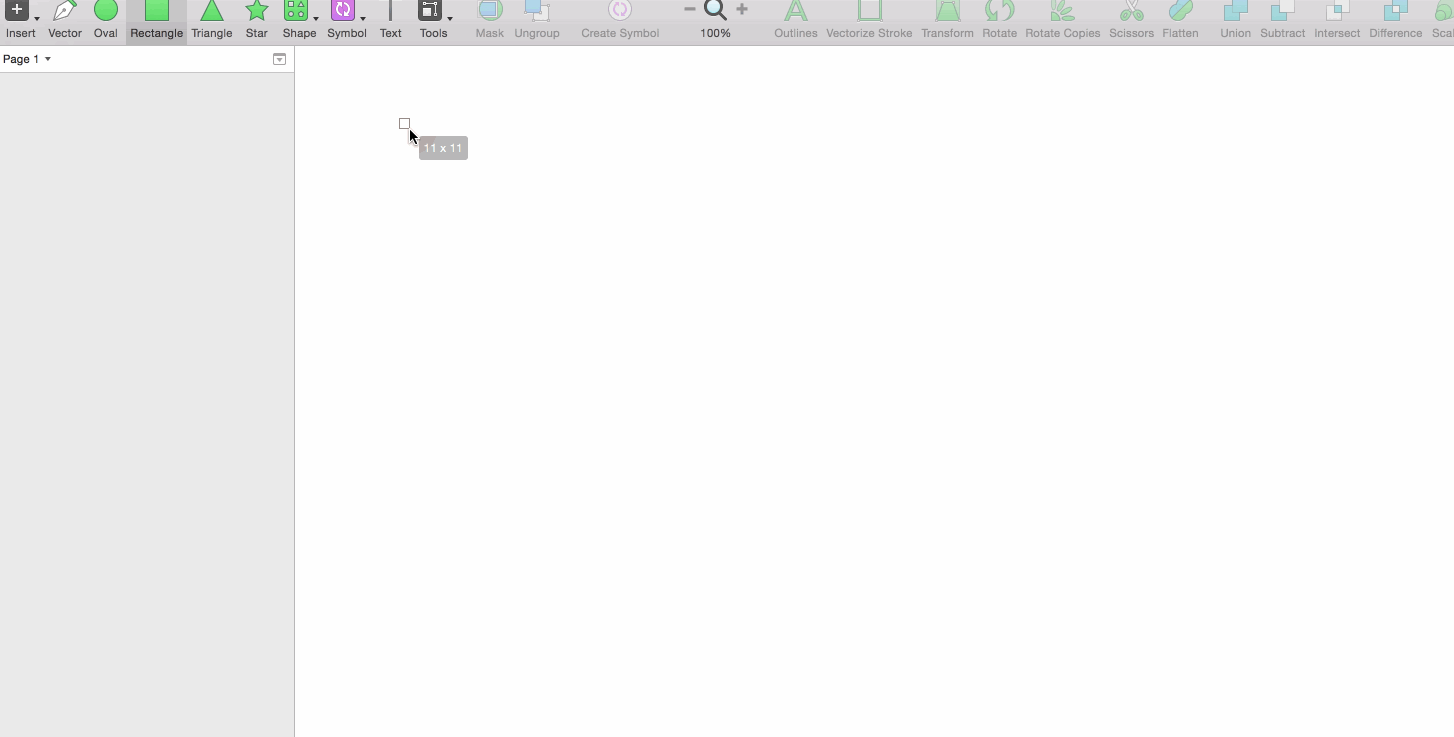 Insert Vector Oval Rectangle Triangle Star Shape Symbol Text Tools Mask Ungroup Create Symbol 100% Outlines Vectorize Stroke Transform Rotate Rotate Copies Scissors Flatten Union Subtract Intersect Difference
Page 1
11 x 11